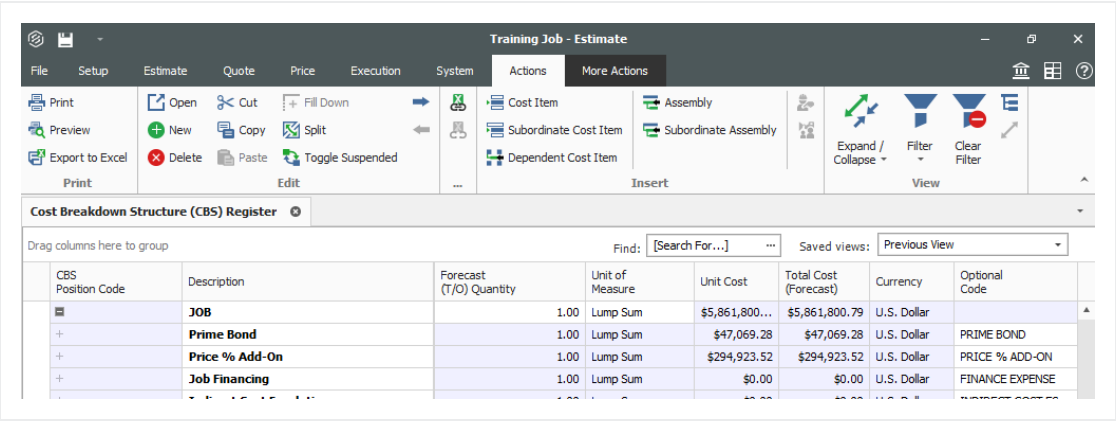 Training Job - Estimate
File Setup Estimate Quote Price Execution System Actions More Actions
Print Open Cut Fill Down Cost Item Assembly
Preview New Copy Split Subordinate Cost Item Subordinate Assembly
Export to Excel Delete Paste Toggle Suspended Dependent Cost Item
Expand / Collapse Filter Clear Filter
Print Edit ... Insert View
Cost Breakdown Structure (CBS) Register
Drag columns here to group Find: [Search For...] ... Saved views: Previous View
CBS Position Code Description Forecast (T/O) Quantity Unit of Measure Unit Cost Total Cost (Forecast) Currency Optional Code
JOB 1.00 Lump Sum $5,861,800... $5,861,800.79 U.S. Dollar
Prime Bond 1.00 Lump Sum $47,069.28 $47,069.28 U.S. Dollar PRIME BOND
Price % Add-On 1.00 Lump Sum $294,923.52 $294,923.52 U.S. Dollar PRICE % ADD-ON
Job Financing 1.00 Lump Sum $0.00 $0.00 U.S. Dollar FINANCE EXPENSE